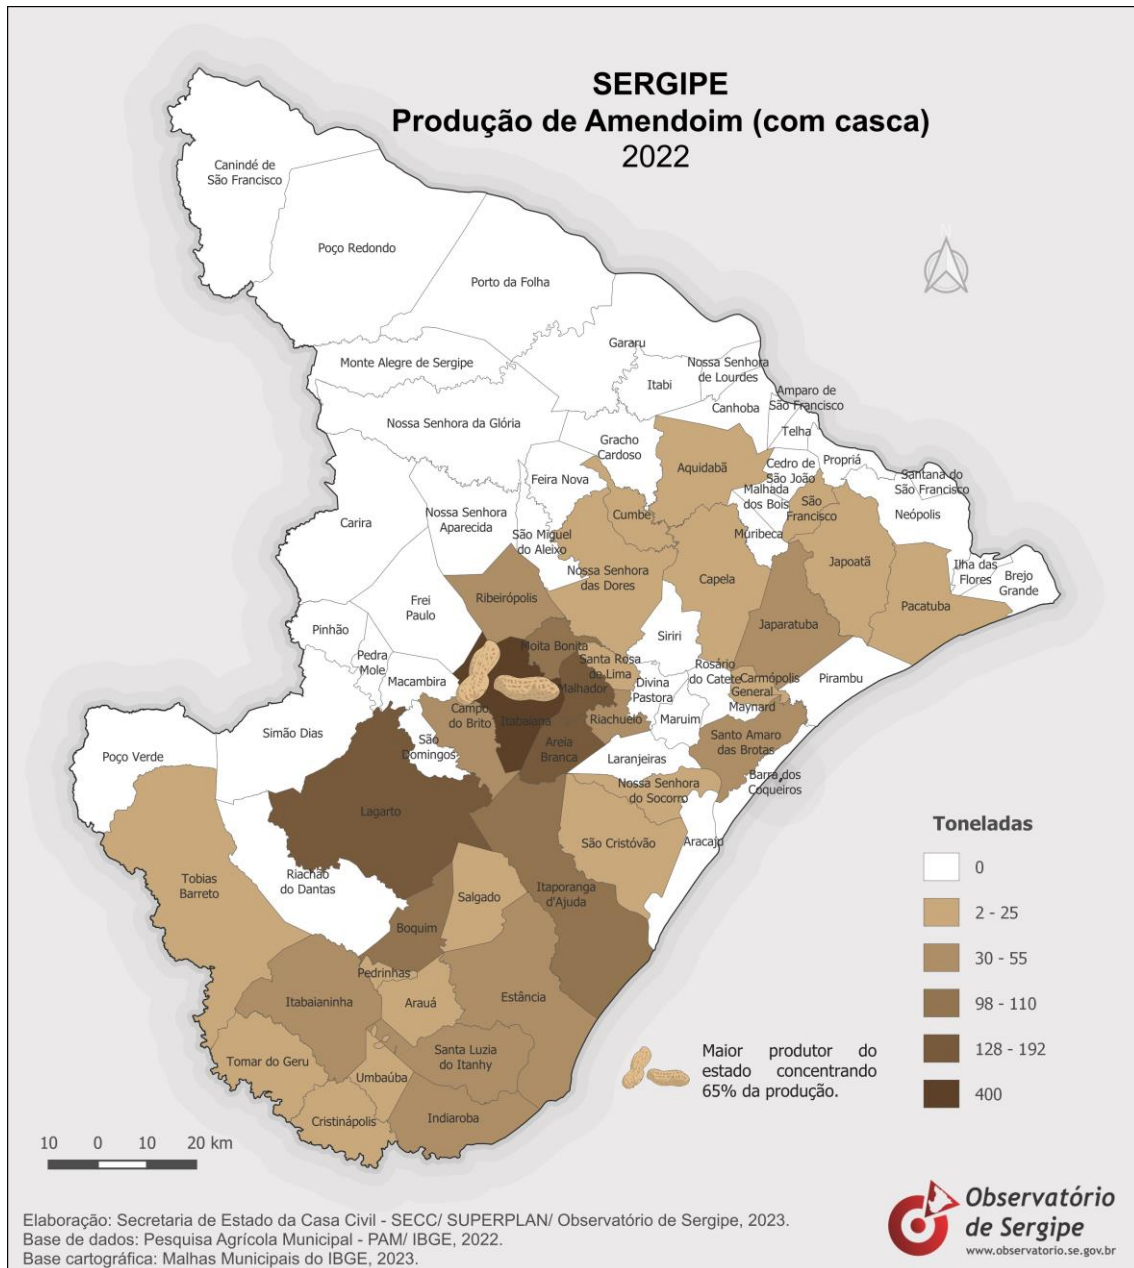 SERGIPE
Produção de Amendoim (com casca)
2022
N
Canindé de
São Francisco
Poço Redondo
Porto da Folha
Gararu
Monte Alegre de Sergipe
Nossa Senhora
de Lourdes
Itabi
Amparo de
São Francisco
Canhoba
Nossa Senhora da Glória
Telha
Gracho
Cardoso
Propriá
Cedro de
São João
Aquidabã
Santana do
São Francisco
Feira Nova
Malhada
dos Bois
São
Francisco
Neópolis
Nossa Senhora
Aparecida
Cumbe
Carira
São Miguel
do Aleixo
Muribeca
Japoatã
Ilha das
Flores
Brejo
Grande
Nossa Senhora
das Dores
Capela
Ribeirópolis
Frei
Paulo
Pacatuba
Japaratuba
Pinhão
Siriri
Moita Bonita
Pedra
Mole
Santa Rosa
de Lima
Rosário
do Catete
Carmópolis
Pirambu
Macambira
Malhador
Divina
Pastora
General
Maynard
Campo
do Brito
Itabaiana
Riachuelo
Maruim
Simão Dias
São
Domingos
Areia
Branca
Santo Amaro
das Brotas
Poço Verde
Laranjeiras
Barra dos
Coqueiros
Nossa Senhora
do Socorro
Lagarto
São Cristóvão
Aracaju
Tobias
Barreto
Riachão
do Dantas
Salgado
Itaporanga
d'Ajuda
Boquim
Pedrinhas
Itabaianinha
Arauá
Estância
Tomar do Geru
Santa Luzia
do Itanhy
Umbaúba
Cristinápolis
Indiaroba
Toneladas
0
2 - 25
30 - 55
98 - 110
128 - 192
400
Maior produtor do
estado concentrando
65% da produção.
10 0 10 20 km
Elaboração: Secretaria de Estado da Casa Civil - SECC/ SUPERPLAN/ Observatório de Sergipe, 2023.
Base de dados: Pesquisa Agrícola Municipal - PAM/ IBGE, 2022.
Base cartográfica: Malhas Municipais do IBGE, 2023.
Observatório
de Sergipe
www.observatorio.se.gov.br